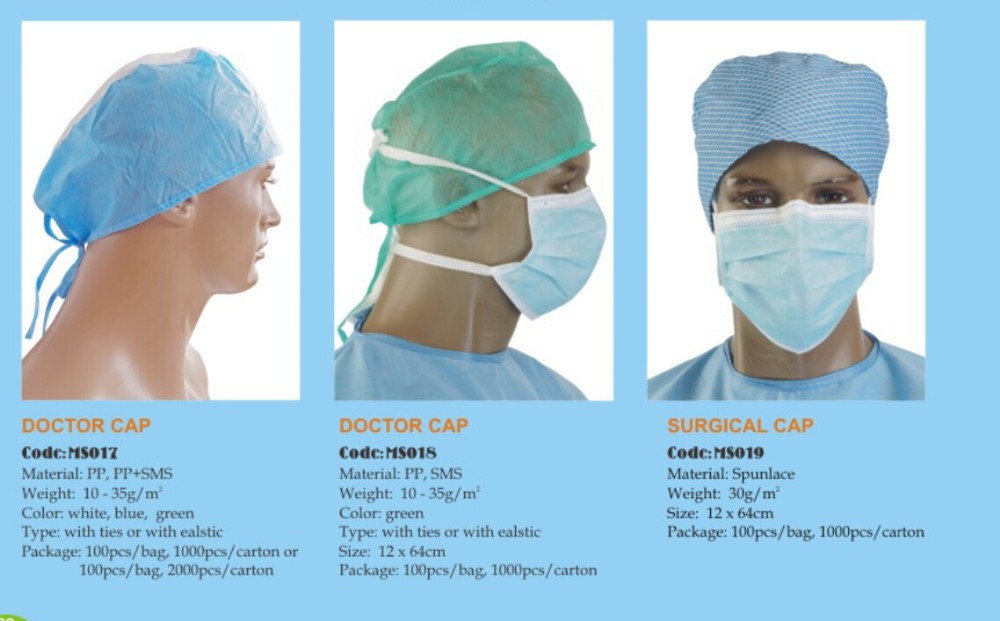 DOCTOR CAP
Code:MS017
Material: PP, PP+SMS
Weight: 10 - 35g/m²
Color: white, blue, green
Type: with ties or with ealstic
Package: 100pcs/bag, 1000pcs/carton or
100pcs/bag, 2000pcs/carton
DOCTOR CAP
Code:MS018
Material: PP, SMS
Weight: 10 - 35g/m²
Color: green
Type: with ties or with ealstic
Size: 12 x 64cm
Package: 100pcs/bag, 1000pcs/carton
SURGICAL CAP
Code:MS019
Material: Spunlace
Weight: 30g/m²
Size: 12 x 64cm
Package: 100pcs/bag, 1000pcs/carton